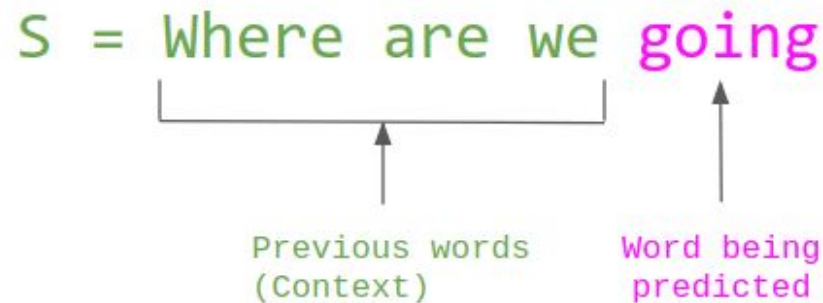 S = Where are we going
Previous words
(Context)
Word being
predicted